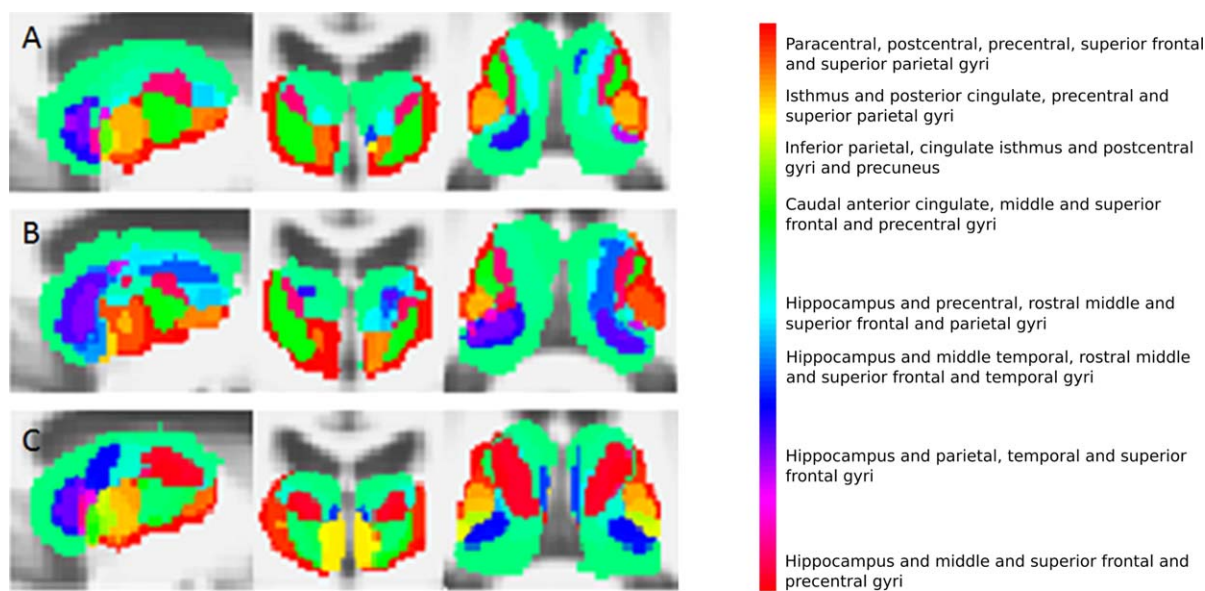 A
B
C
Paracentral, postcentral, precentral, superior frontal
and superior parietal gyri
Isthmus and posterior cingulate, precentral and
superior parietal gyri
Inferior parietal, cingulate isthmus and postcentral
gyri and precuneus
Caudal anterior cingulate, middle and superior
frontal and precentral gyri
Hippocampus and precentral, rostral middle and
superior frontal and parietal gyri
Hippocampus and middle temporal, rostral middle
and superior frontal and temporal gyri
Hippocampus and parietal, temporal and superior
frontal gyri
Hippocampus and middle and superior frontal and
precentral gyri